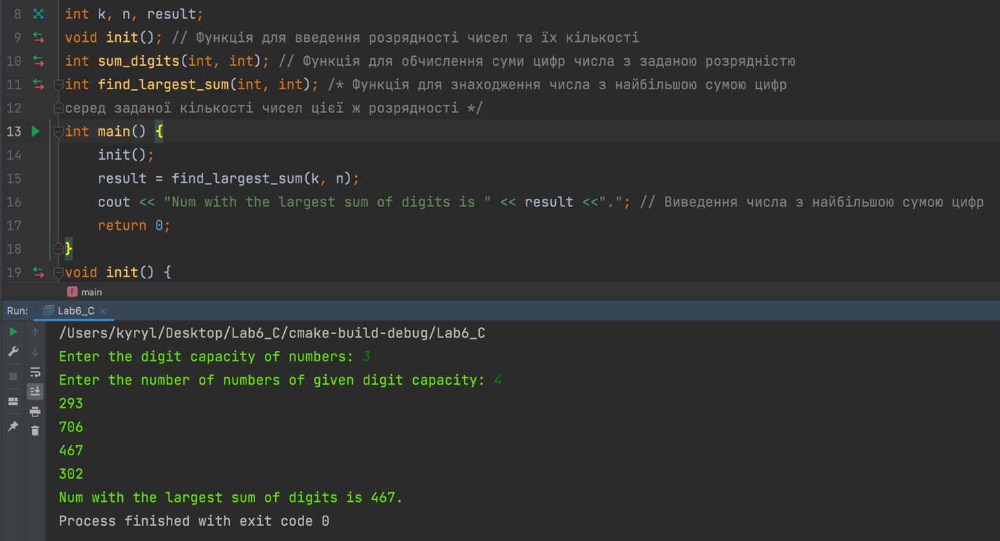 8 int k, n, result;
9 void init(); // Функція для введення розрядності чисел та їх кількості
10 int sum_digits(int, int); // Функція для обчислення суми цифр числа з заданою розрядністю
11 int find_largest_sum(int, int); /* Функція для знаходження числа з найбільшою сумою цифр
12 серед заданої кількості чисел цієї ж розрядності */
13 int main() {
14 init();
15 result = find_largest_sum(k, n);
16 cout << "Num with the largest sum of digits is " << result <<"."; // Виведення числа з найбільшою сумою цифр
17 return 0;
18 }
19 void init() {
f main
Run: Lab6_C ×
/Users/kyryl/Desktop/Lab6_C/cmake-build-debug/Lab6_C
Enter the digit capacity of numbers: 3
Enter the number of numbers of given digit capacity: 4
293
706
467
302
Num with the largest sum of digits is 467.
Process finished with exit code 0